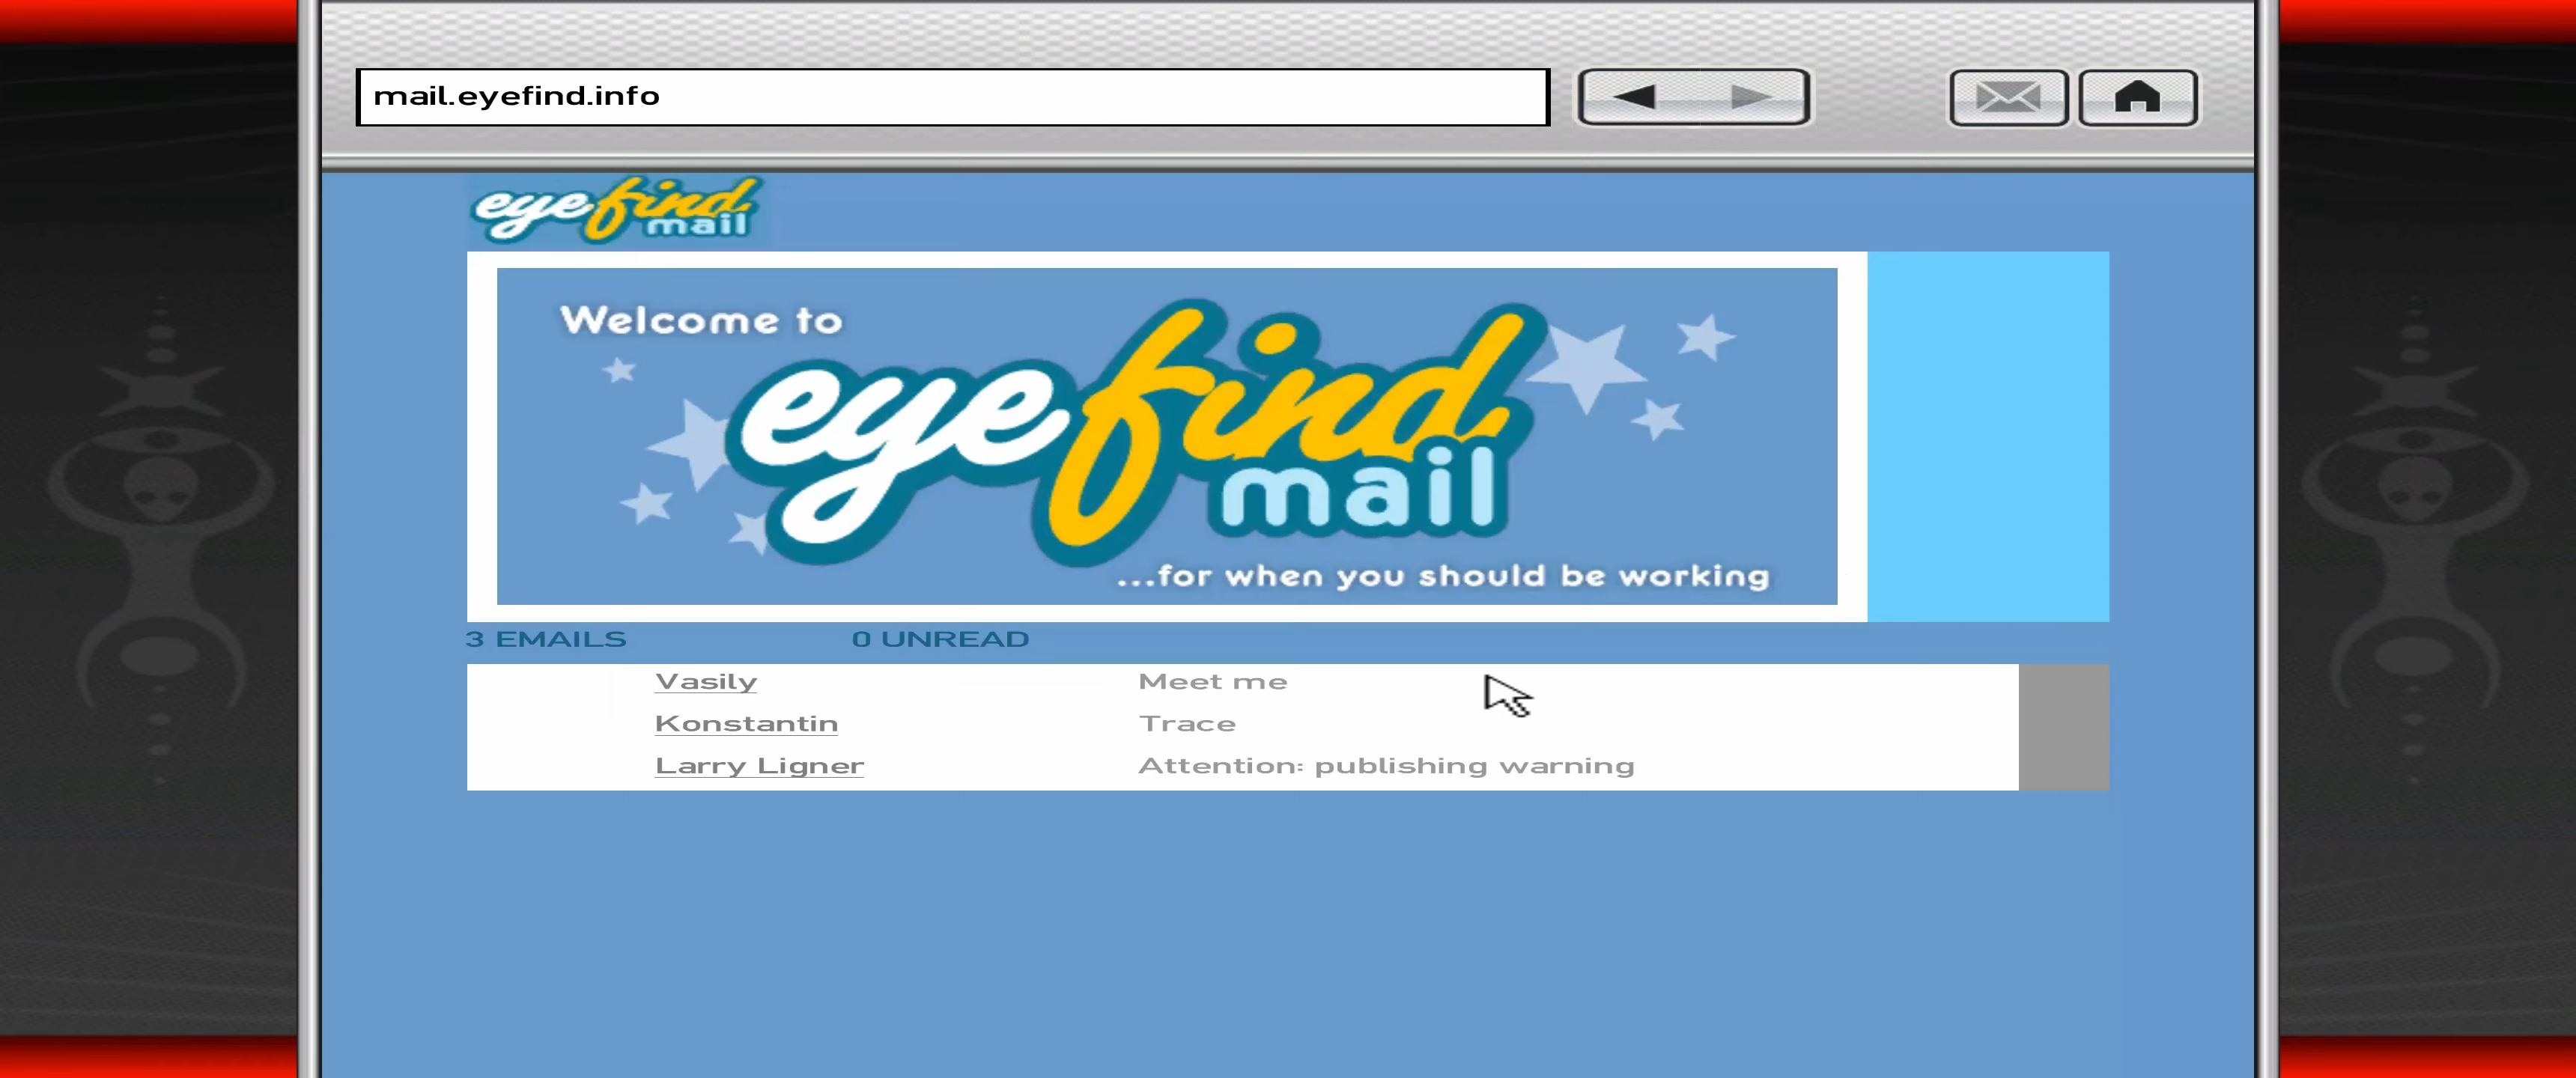 mail.eyefind.info
eyefind
mail
Welcome to
eyefind
mail
...for when you should be working
3 EMAILS 0 UNREAD
Vasily Meet me
Konstantin Trace
Larry Ligner Attention: publishing warning